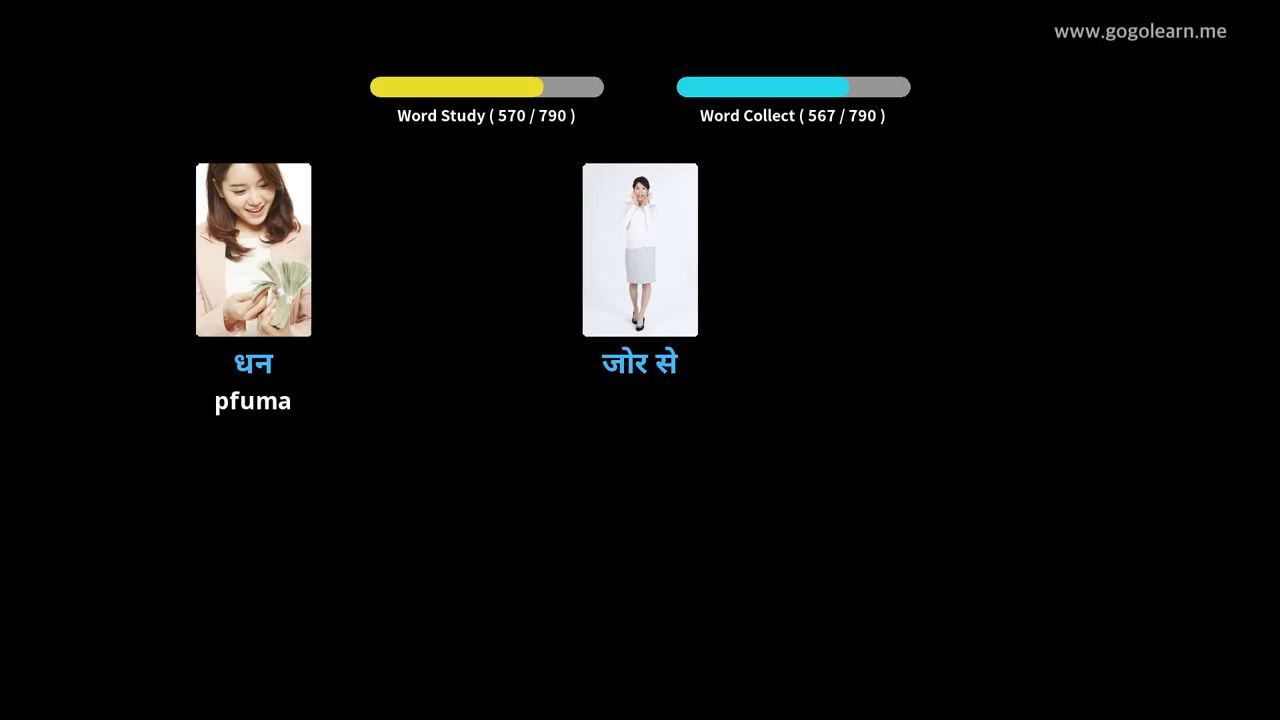 www.gogolearn.me
Word Study ( 570 / 790 )
Word Collect ( 567 / 790 )
धन
pfuma
जोर से